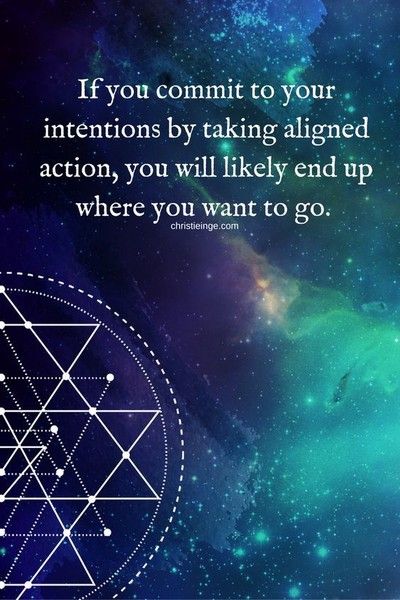 If you commit to your
intentions by taking aligned
action, you will likely end up
where you want to go.
christieinge.com